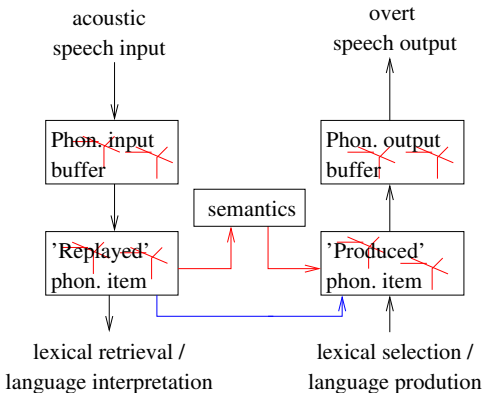 acoustic
speech input
overt
speech output
Phon. input
buffer
Phon. output
buffer
semantics
'Replayed'
phon. item
'Produced'
phon. item
lexical retrieval /
language interpretation
lexical selection /
language prodution